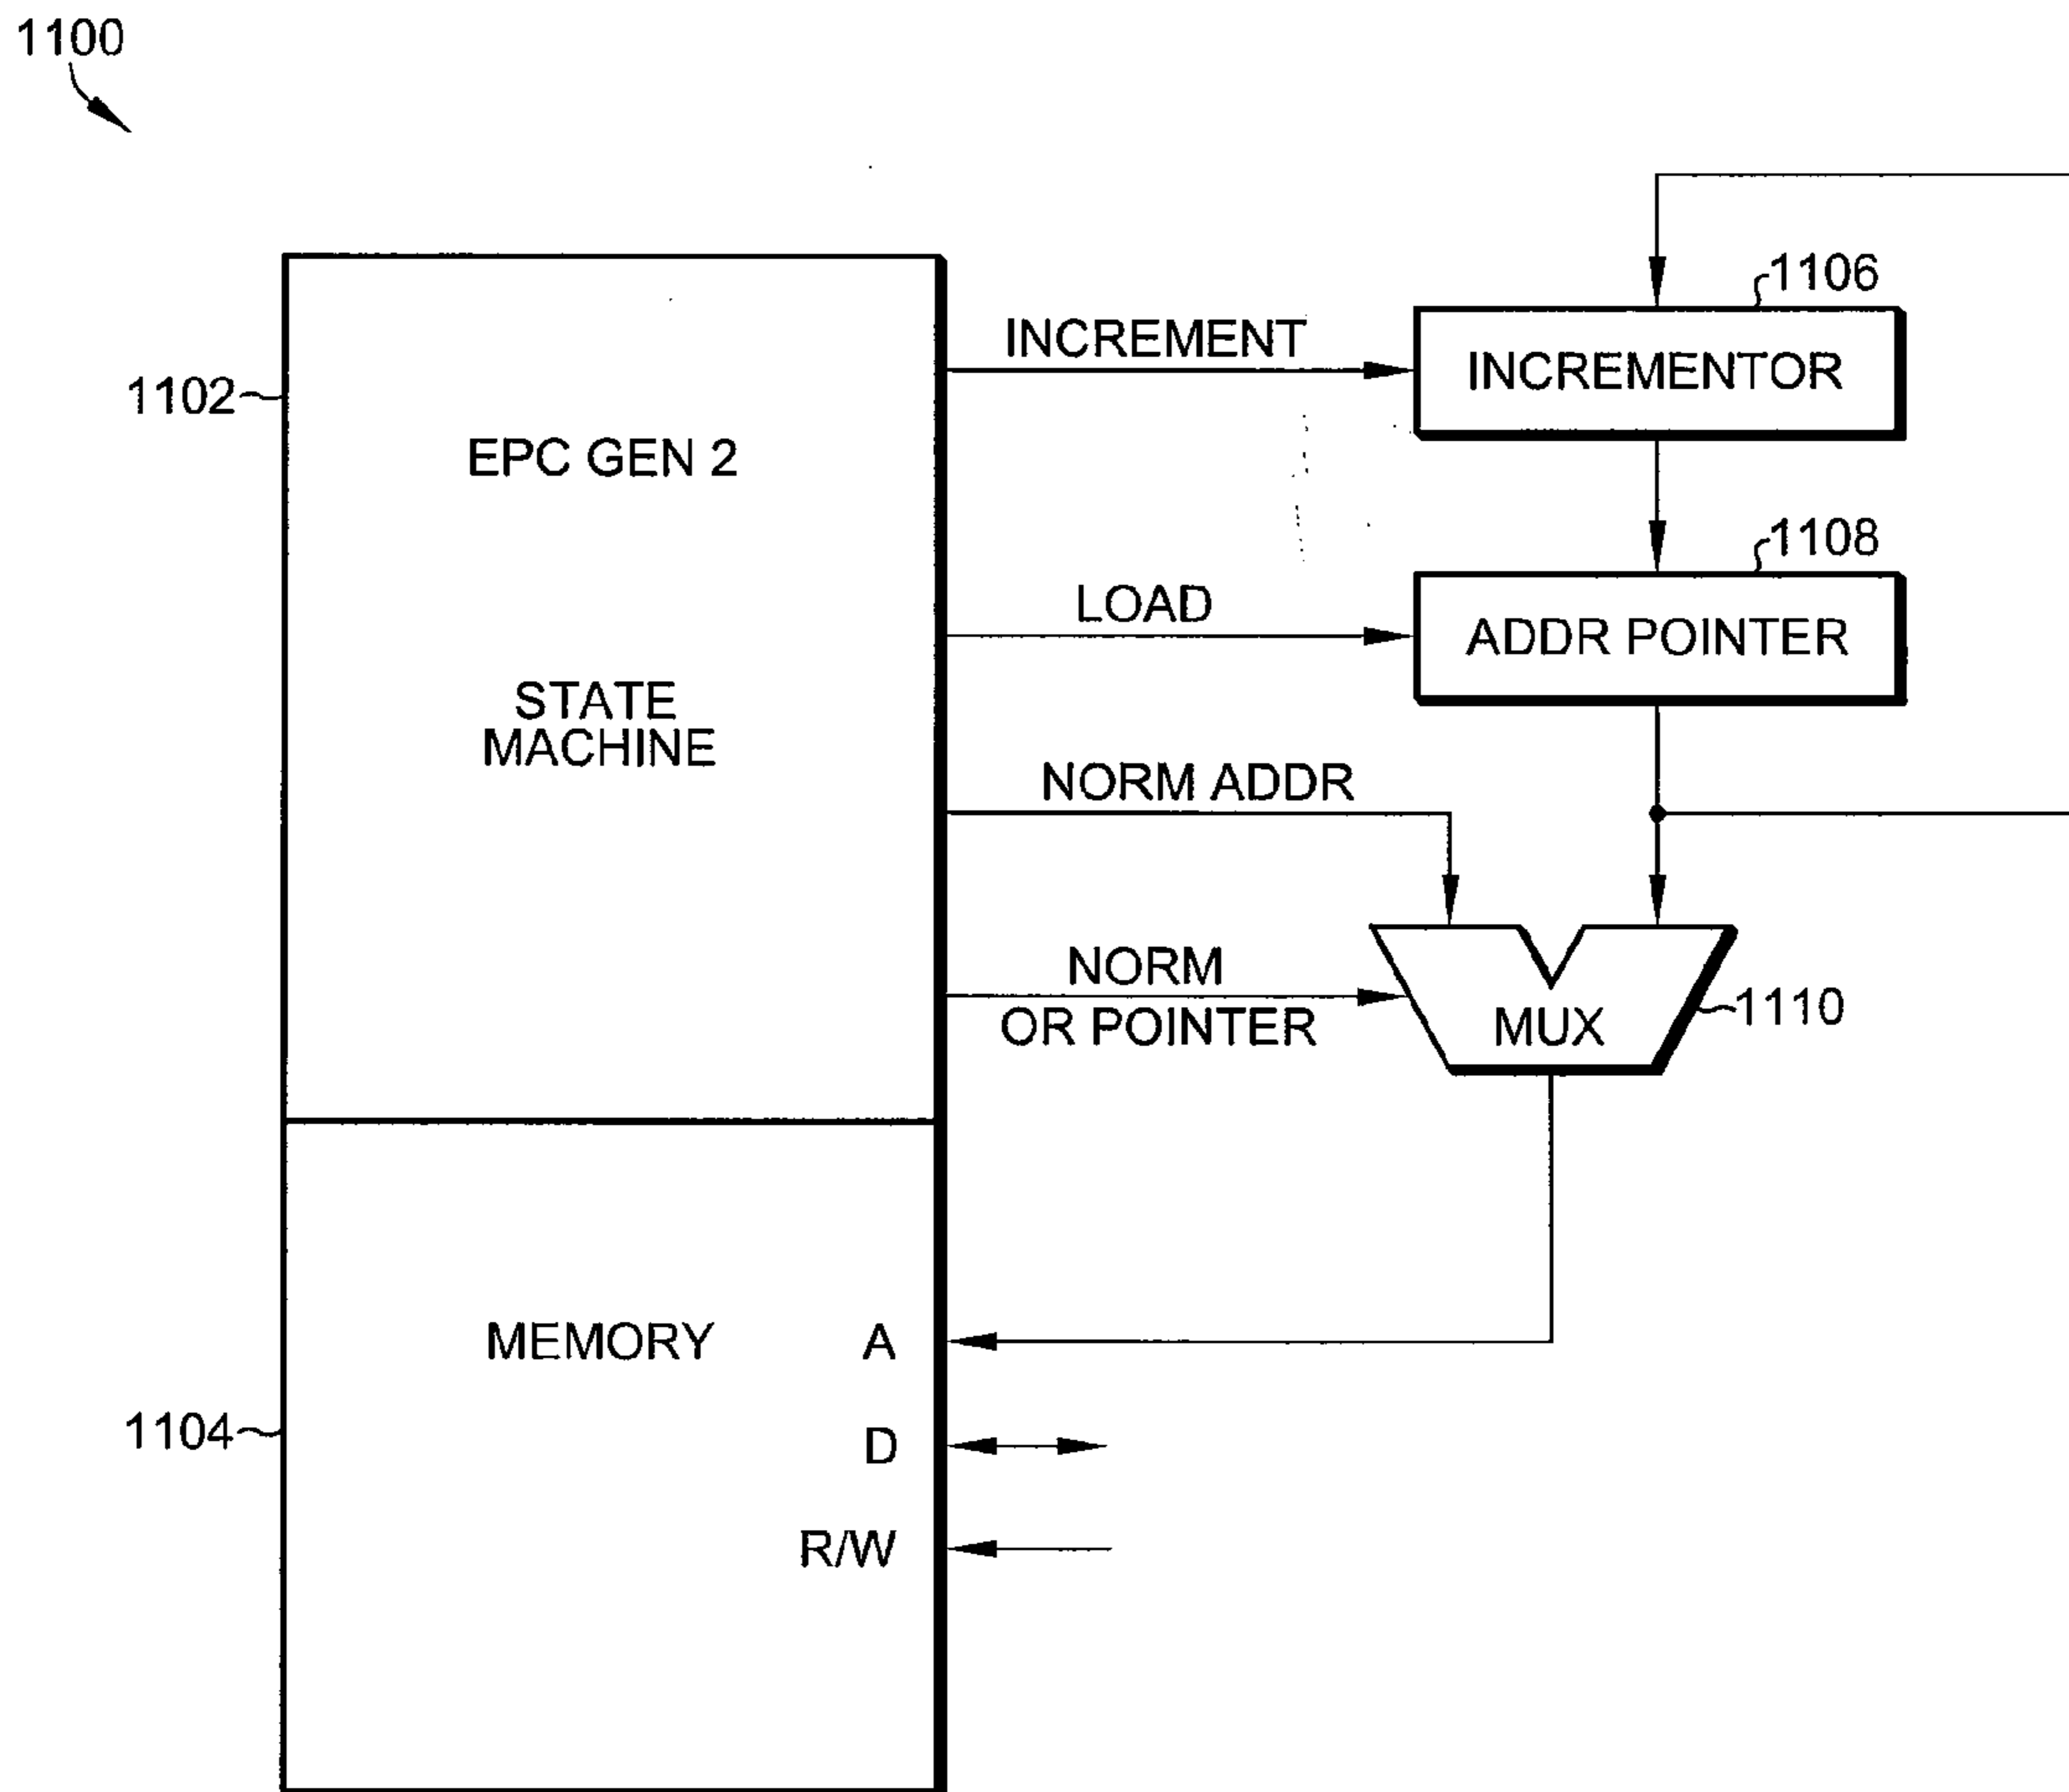 1100
1106
INCREMENT
INCREMENTOR
1102
EPC GEN 2
1108
LOAD
ADDR POINTER
STATE
MACHINE
NORM ADDR
NORM
OR POINTER
MUX
1110
MEMORY
A
1104
D
R/W